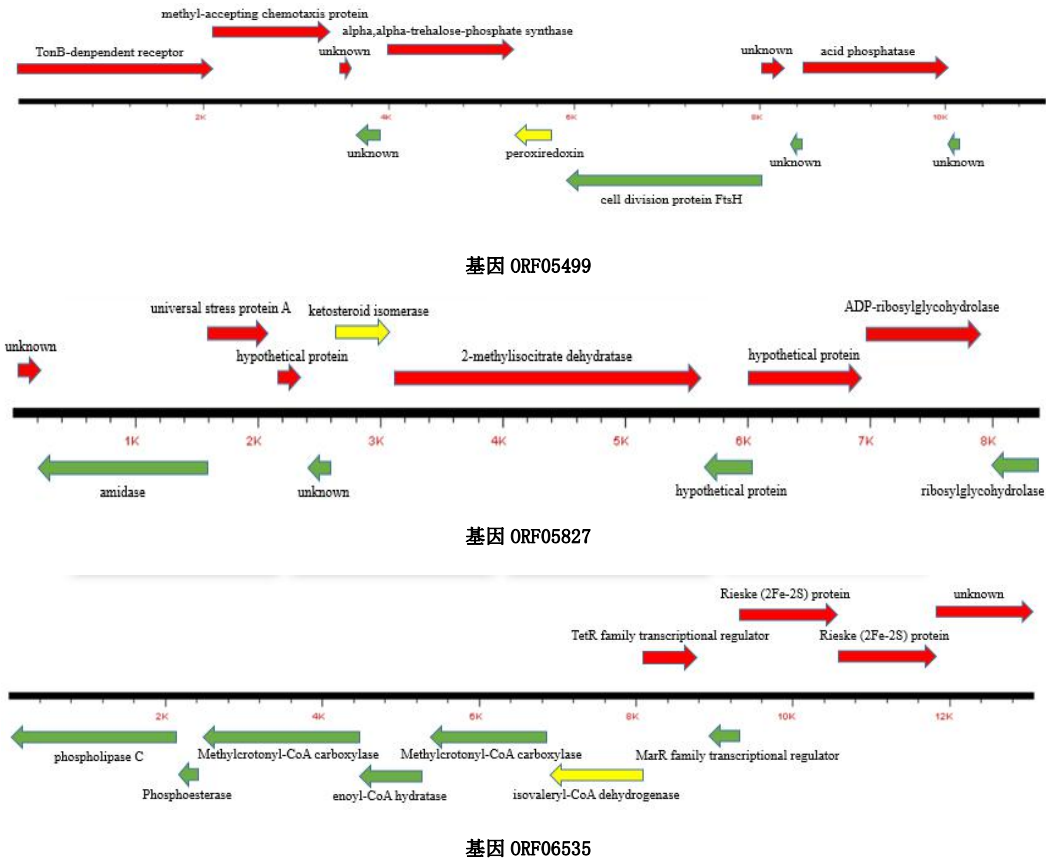 methyl-accepting chemotaxis protein
alpha,alpha-trehalose-phosphate synthase
TonB-denpendent receptor
unknown
unknown
acid phosphatase
2K
4K
6K
8K
10K
unknown
peroxiredoxin
unknown
unknown
cell division protein FtsH
基因 ORF05499
universal stress protein A
ketosteroid isomerase
ADP-ribosylglycohydrolase
unknown
hypothetical protein
2-methylisocitrate dehydratase
hypothetical protein
1K
2K
3K
4K
5K
6K
7K
8K
amidase
unknown
hypothetical protein
ribosylglycohydrolase
基因 ORF05827
Rieske (2Fe-2S) protein
unknown
TetR family transcriptional regulator
Rieske (2Fe-2S) protein
2K
4K
6K
8K
10K
12K
phospholipase C
Methylcrotonyl-CoA carboxylase
Methylcrotonyl-CoA carboxylase
MarR family transcriptional regulator
Phosphoesterase
enoyl-CoA hydratase
isovaleryl-CoA dehydrogenase
基因 ORF06535